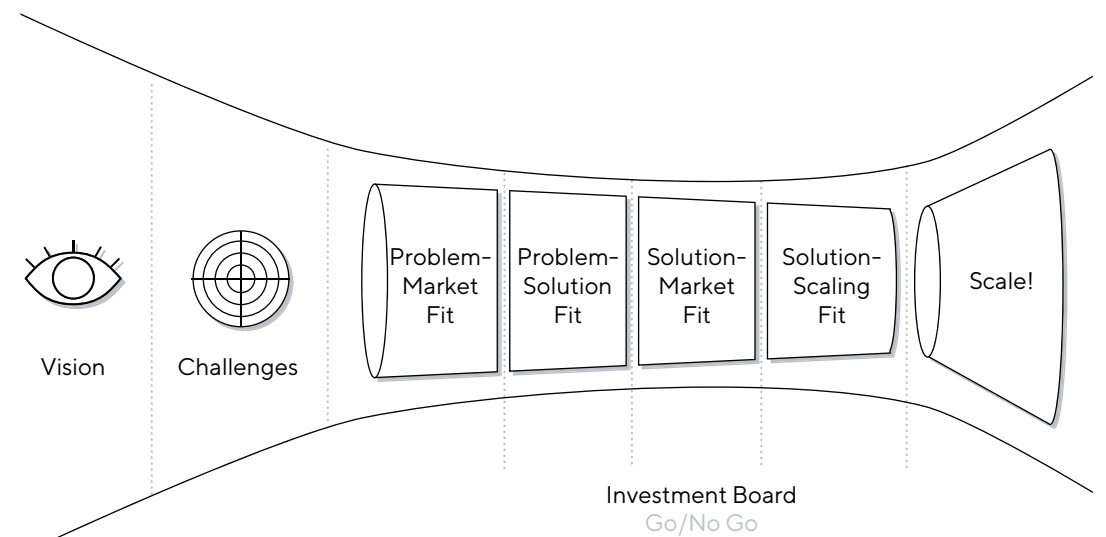 Vision
Challenges
Problem-
Market
Fit
Problem-
Solution
Fit
Solution-
Market
Fit
Solution-
Scaling
Fit
Scale!
Investment Board
Go/No Go